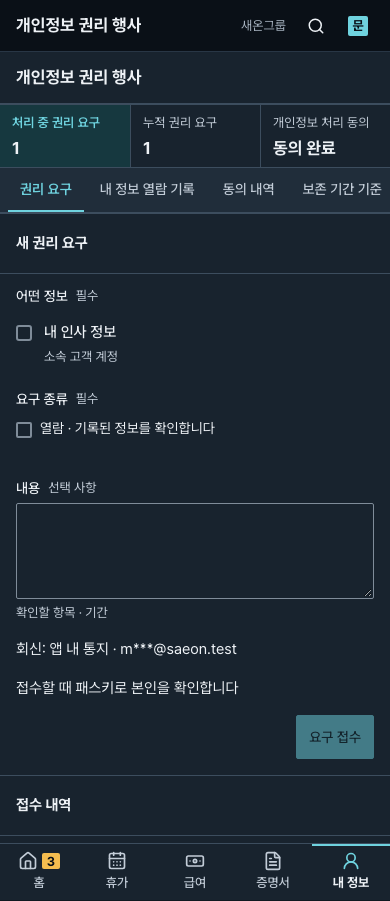 개인정보 권리 행사
새온그룹
문
개인정보 권리 행사
처리 중 권리 요구
1
누적 권리 요구
1
개인정보 처리 동의
동의 완료
권리 요구
내 정보 열람 기록
동의 내역
보존 기간 기준
새 권리 요구
어떤 정보 필수
내 인사 정보
소속 고객 계정
요구 종류 필수
열람 · 기록된 정보를 확인합니다
내용 선택 사항
확인할 항목 · 기간
회신: 앱 내 통지 · m***@saeon.test
접수할 때 패스키로 본인을 확인합니다
요구 접수
접수 내역
3
홈
휴가
급여
증명서
내 정보